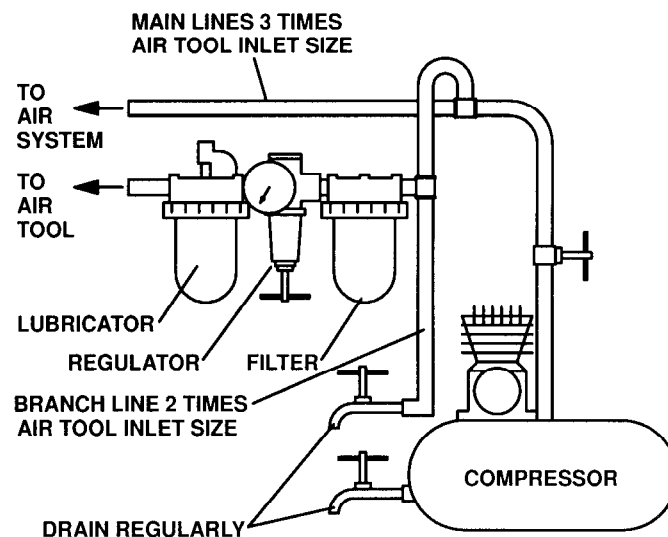 MAIN LINES 3 TIMES
AIR TOOL INLET SIZE
TO
AIR
SYSTEM
TO
AIR
TOOL
LUBRICATOR
REGULATOR
FILTER
BRANCH LINE 2 TIMES
AIR TOOL INLET SIZE
COMPRESSOR
DRAIN REGULARLY